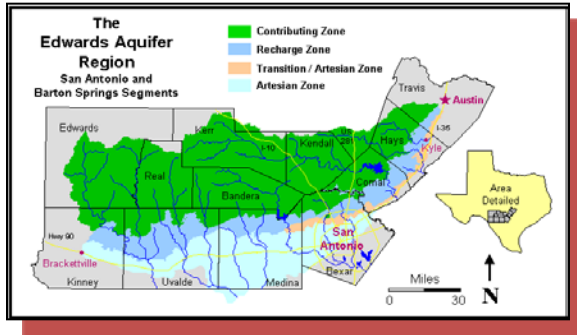 The
Edwards Aquifer
Region
San Antonio and
Barton Springs Segments
Contributing Zone
Recharge Zone
Transition / Artesian Zone
Artesian Zone
Travis
Austin
Edwards
Kerr
I-10
Kendall
US
281
Hays
I-35
Kyle
Real
Bandera
Comal
Area
Detailed
Hwy 90
San
Antonio
Brackettville
Bexar
Kinney
Uvalde
Medina
Miles
0 30
N